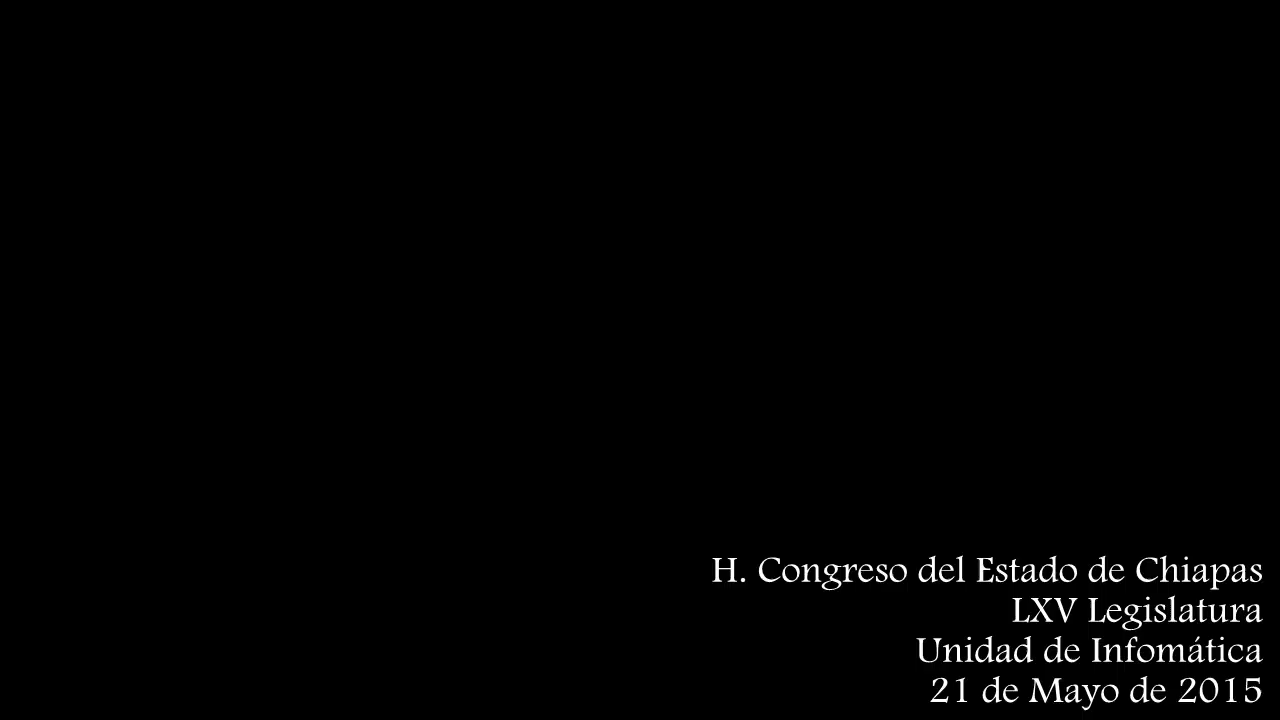 H. Congreso del Estado de Chiapas
LXV Legislatura
Unidad de Infomática
21 de Mayo de 2015